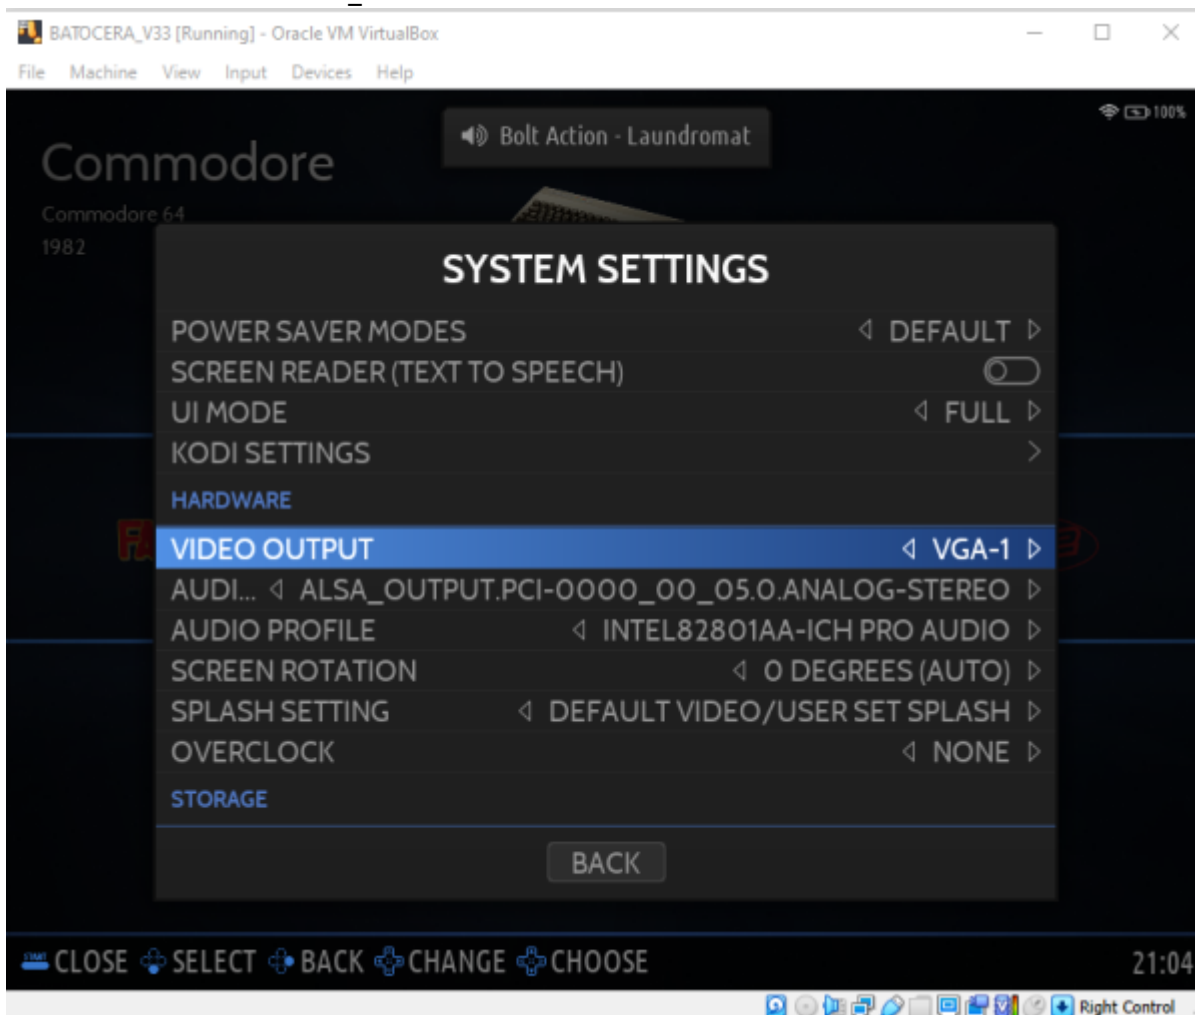 BATOCERA_V33 [Running] - Oracle VM VirtualBox
File Machine View Input Devices Help
100%
Bolt Action - Laundromat
Commodore
Commodore 64
1982
SYSTEM SETTINGS
POWER SAVER MODES DEFAULT
SCREEN READER (TEXT TO SPEECH)
UI MODE FULL
KODI SETTINGS
HARDWARE
VIDEO OUTPUT VGA-1
AUDI... ALSA_OUTPUT.PCI-0000_00_05.0.ANALOG-STEREO
AUDIO PROFILE INTEL82801AA-ICH PRO AUDIO
SCREEN ROTATION 0 DEGREES (AUTO)
SPLASH SETTING DEFAULT VIDEO/USER SET SPLASH
OVERCLOCK NONE
STORAGE
BACK
START CLOSE SELECT BACK CHANGE CHOOSE 21:04
Right Control